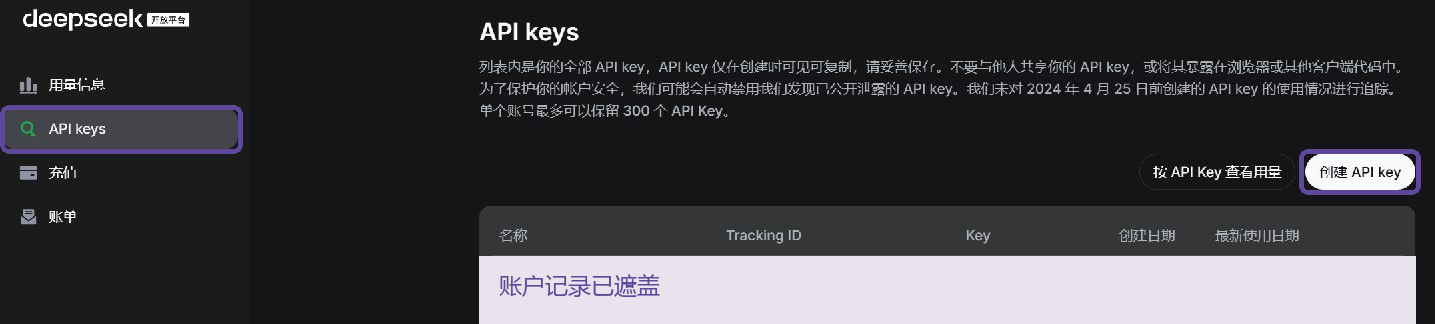 deepseek 开放平台
用量信息
API keys
充值
账单
API keys
列表内是你的全部 API key，API key 仅在创建时可见可复制，请妥善保存。不要与他人共享你的 API key，或将其暴露在浏览器或其他客户端代码中。
为了保护你的帐户安全，我们可能会自动禁用我们发现已公开泄露的 API key。我们未对 2024 年 4 月 25 日前创建的 API key 的使用情况进行追踪。
单个账号最多可以保留 300 个 API Key。
按 API Key 查看用量 创建 API key
名称 Tracking ID Key 创建日期 最新使用日期
账户记录已遮盖